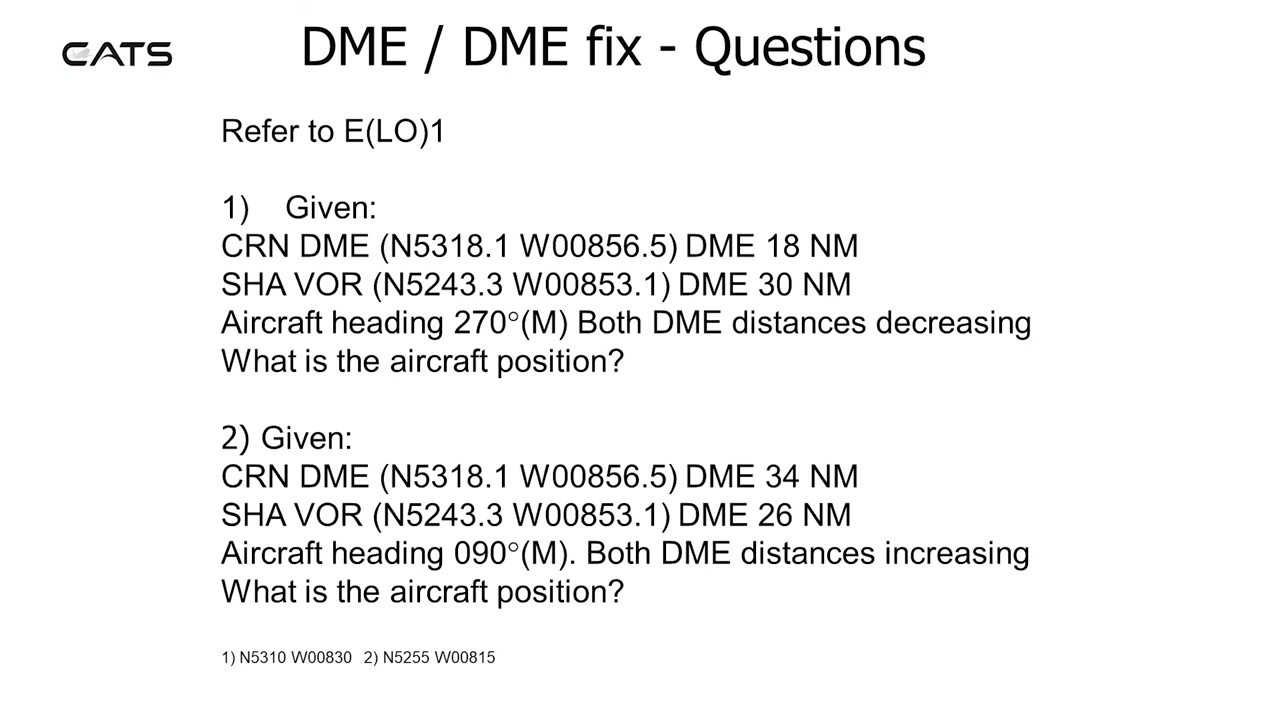 CATS
DME / DME fix - Questions
Refer to E(LO)1
1) Given:
CRN DME (N5318.1 W00856.5) DME 18 NM
SHA VOR (N5243.3 W00853.1) DME 30 NM
Aircraft heading 270°(M) Both DME distances decreasing
What is the aircraft position?
2) Given:
CRN DME (N5318.1 W00856.5) DME 34 NM
SHA VOR (N5243.3 W00853.1) DME 26 NM
Aircraft heading 090°(M). Both DME distances increasing
What is the aircraft position?
1) N5310 W00830 2) N5255 W00815